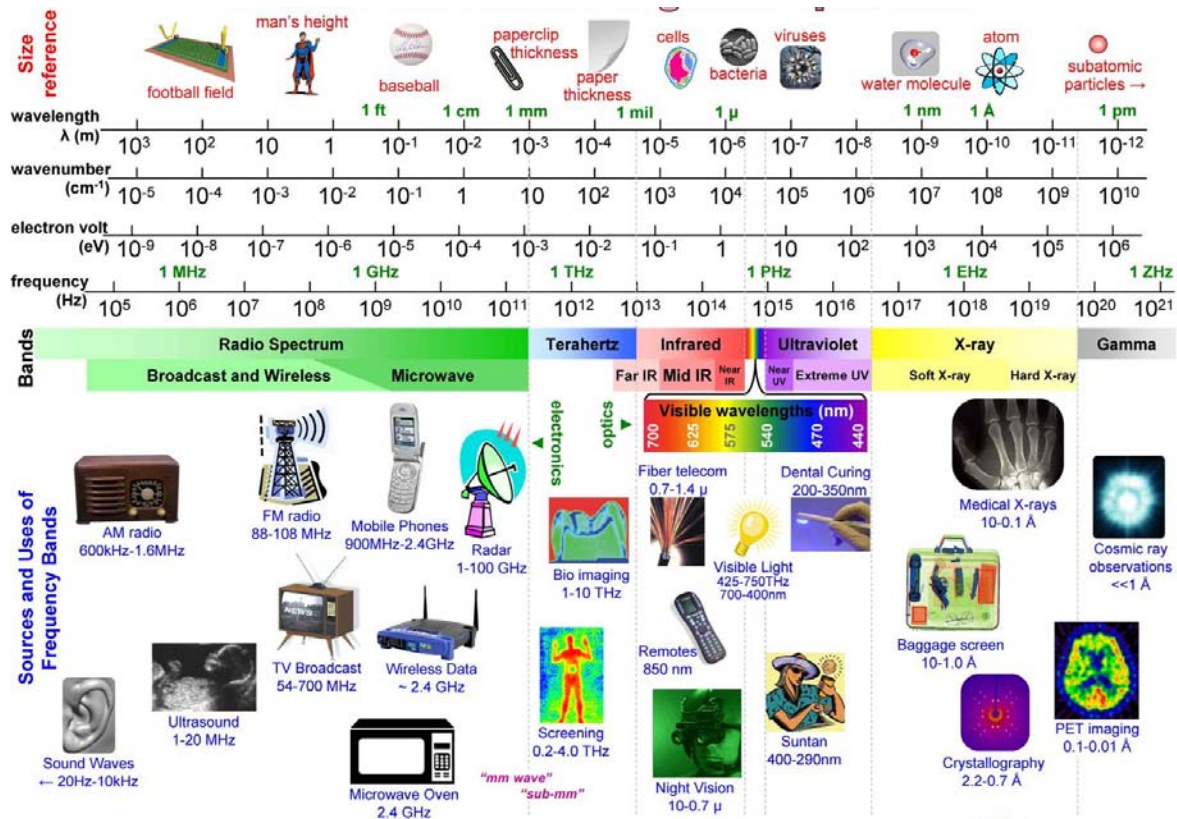 Size
reference
football field
man's height
baseball
paperclip
thickness
paper
thickness
cells
bacteria
viruses
water molecule
atom
subatomic
particles →
wavelength
λ (m)
1 ft
1 cm
1 mm
1 mil
1 µ
1 nm
1 Å
1 pm
10³ 10² 10 1 10⁻¹ 10⁻² 10⁻³ 10⁻⁴ 10⁻⁵ 10⁻⁶ 10⁻⁷ 10⁻⁸ 10⁻⁹ 10⁻¹⁰ 10⁻¹¹ 10⁻¹²
wavenumber
(cm⁻¹)
10⁻⁵ 10⁻⁴ 10⁻³ 10⁻² 10⁻¹ 1 10 10² 10³ 10⁴ 10⁵ 10⁶ 10⁷ 10⁸ 10⁹ 10¹⁰
electron volt
(eV)
10⁻⁹ 10⁻⁸ 10⁻⁷ 10⁻⁶ 10⁻⁵ 10⁻⁴ 10⁻³ 10⁻² 10⁻¹ 1 10 10² 10³ 10⁴ 10⁵ 10⁶
frequency
(Hz)
1 MHz
1 GHz
1 THz
1 PHz
1 EHz
1 ZHz
10⁵ 10⁶ 10⁷ 10⁸ 10⁹ 10¹⁰ 10¹¹ 10¹² 10¹³ 10¹⁴ 10¹⁵ 10¹⁶ 10¹⁷ 10¹⁸ 10¹⁹ 10²⁰ 10²¹
Bands
Radio Spectrum
Terahertz
Infrared
Ultraviolet
X-ray
Gamma
Broadcast and Wireless
Microwave
Far IR
Mid IR
Near
IR
Near
UV
Extreme UV
Soft X-ray
Hard X-ray
electronics
optics
Visible wavelengths (nm)
700 625 575 540 470 440
Sources and Uses of
Frequency Bands
AM radio
600kHz-1.6MHz
FM radio
88-108 MHz
Mobile Phones
900MHz-2.4GHz
Radar
1-100 GHz
Bio imaging
1-10 THz
Fiber telecom
0.7-1.4 µ
Visible Light
425-750THz
700-400nm
Dental Curing
200-350nm
Medical X-rays
10-0.1 Å
Cosmic ray
observations
<<1 Å
Sound Waves
← 20Hz-10kHz
Ultrasound
1-20 MHz
NEWS
TV Broadcast
54-700 MHz
Wireless Data
~ 2.4 GHz
Microwave Oven
2.4 GHz
"mm wave"
"sub-mm"
Screening
0.2-4.0 THz
Remotes
850 nm
Night Vision
10-0.7 µ
Suntan
400-290nm
Baggage screen
10-1.0 Å
Crystallography
2.2-0.7 Å
PET imaging
0.1-0.01 Å